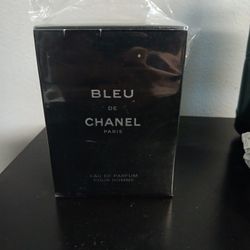 BLEU
DE
CHANEL
PARIS
EAU DE PARFUM
POUR HOMME